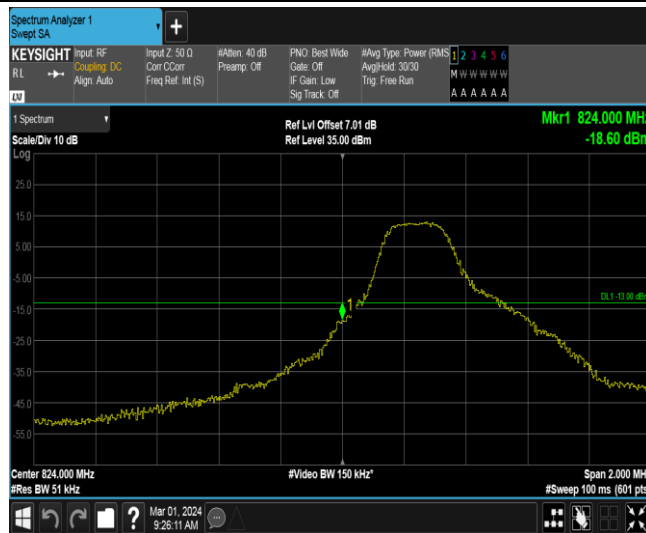 Spectrum Analyzer 1
Swept SA
KEYSIGHT
RL
LXI
Input: RF
Coupling: DC
Align: Auto
Input Z: 50 Ω
Corr CCorr
Freq Ref: Int (S)
#Atten: 40 dB
Preamp: Off
PNO: Best Wide
Gate: Off
IF Gain: Low
Sig Track: Off
#Avg Type: Power (RMS
Avg|Hold: 30/30
Trig: Free Run
1 2 3 4 5 6
M W W W W W
A A A A A A
1 Spectrum
Scale/Div 10 dB
Log
Ref Lvl Offset 7.01 dB
Ref Level 35.00 dBm
Mkr1 824.000 MHz
-18.60 dBm
25.0
15.0
5.00
-5.00
-15.0
-25.0
-35.0
-45.0
-55.0
1
DL1 -13.00 dBm
Center 824.000 MHz
#Res BW 51 kHz
#Video BW 150 kHz*
Span 2.000 MHz
#Sweep 100 ms (601 pts)
?
Mar 01, 2024
9:26:11 AM